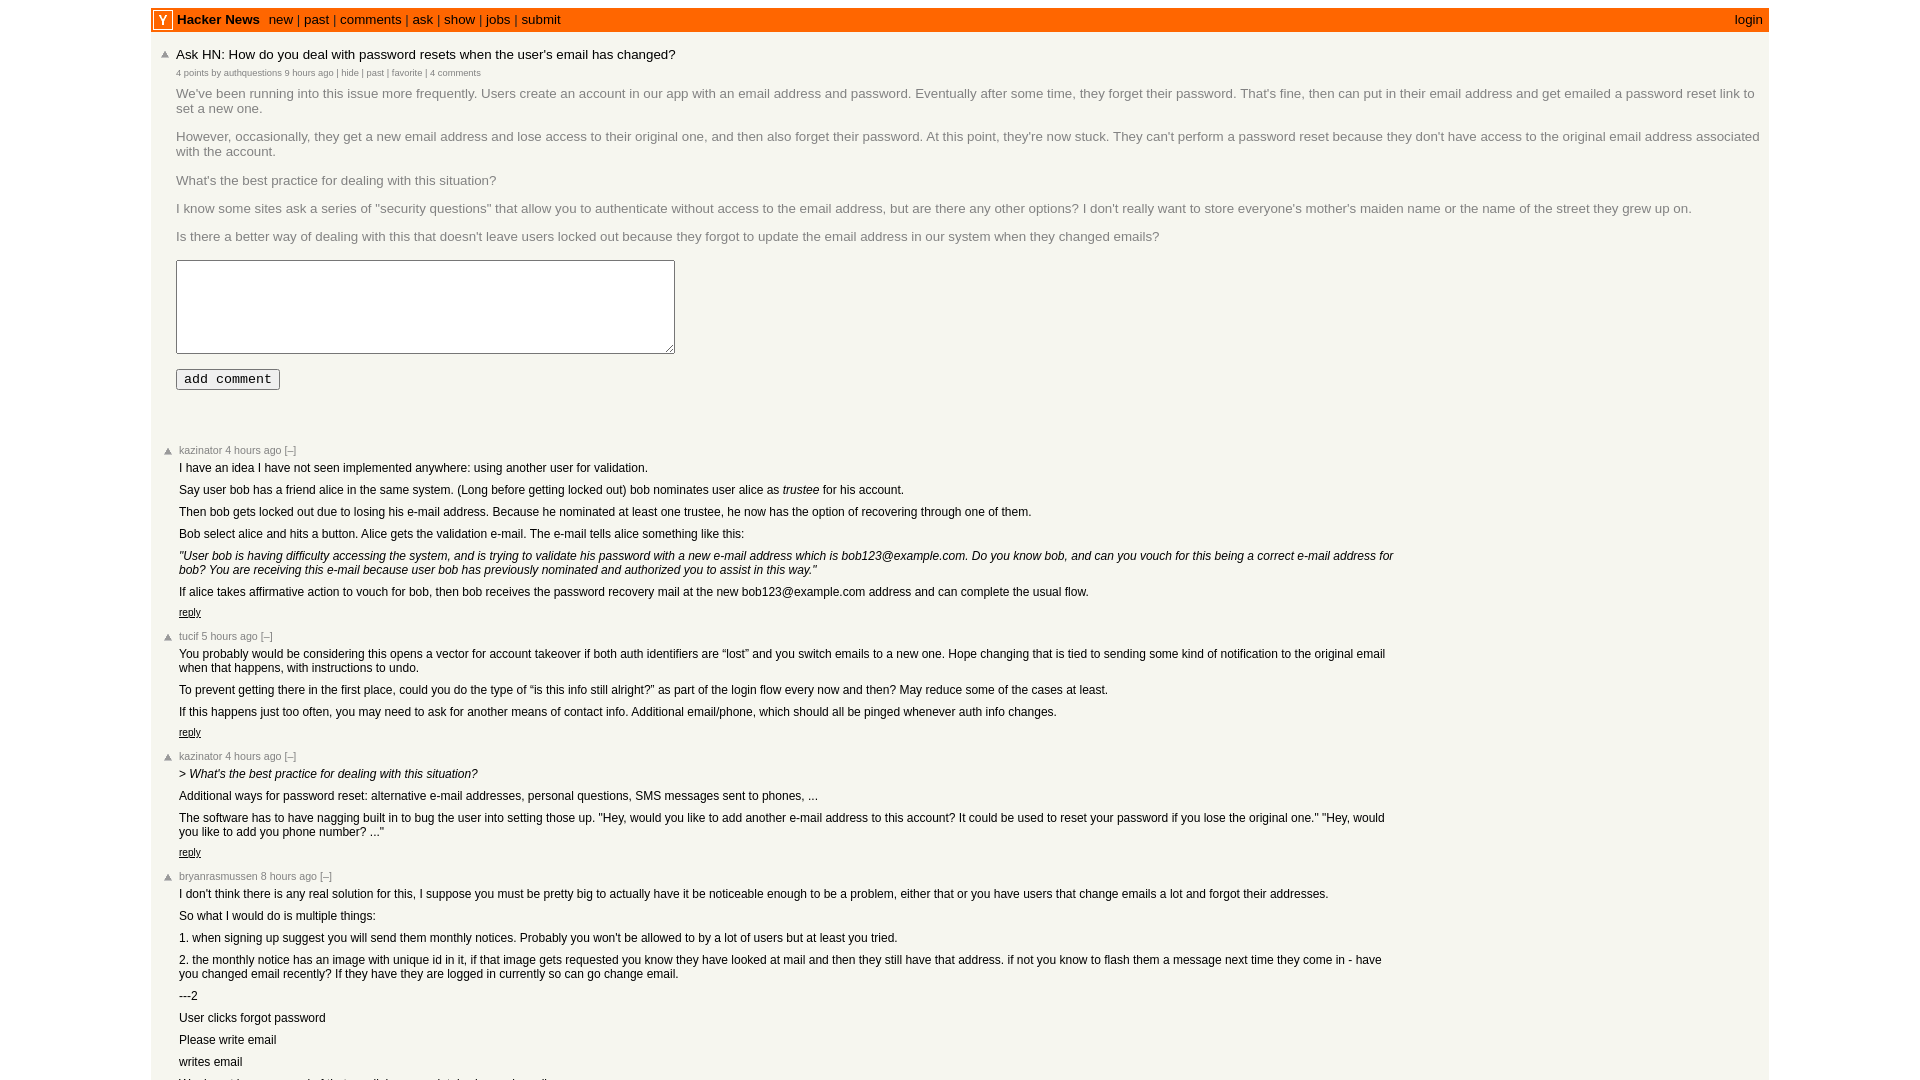 Y Hacker News new | past | comments | ask | show | jobs | submit login
Ask HN: How do you deal with password resets when the user's email has changed?
4 points by authquestions 9 hours ago | hide | past | favorite | 4 comments
We've been running into this issue more frequently. Users create an account in our app with an email address and password. Eventually after some time, they forget their password. That's fine, then can put in their email address and get emailed a password reset link to
set a new one.
However, occasionally, they get a new email address and lose access to their original one, and then also forget their password. At this point, they're now stuck. They can't perform a password reset because they don't have access to the original email address associated
with the account.
What's the best practice for dealing with this situation?
I know some sites ask a series of "security questions" that allow you to authenticate without access to the email address, but are there any other options? I don't really want to store everyone's mother's maiden name or the name of the street they grew up on.
Is there a better way of dealing with this that doesn't leave users locked out because they forgot to update the email address in our system when they changed emails?
add comment
kazinator 4 hours ago [–]
I have an idea I have not seen implemented anywhere: using another user for validation.
Say user bob has a friend alice in the same system. (Long before getting locked out) bob nominates user alice as trustee for his account.
Then bob gets locked out due to losing his e-mail address. Because he nominated at least one trustee, he now has the option of recovering through one of them.
Bob select alice and hits a button. Alice gets the validation e-mail. The e-mail tells alice something like this:
"User bob is having difficulty accessing the system, and is trying to validate his password with a new e-mail address which is bob123@example.com. Do you know bob, and can you vouch for this being a correct e-mail address for
bob? You are receiving this e-mail because user bob has previously nominated and authorized you to assist in this way."
If alice takes affirmative action to vouch for bob, then bob receives the password recovery mail at the new bob123@example.com address and can complete the usual flow.
reply
tucif 5 hours ago [–]
You probably would be considering this opens a vector for account takeover if both auth identifiers are “lost” and you switch emails to a new one. Hope changing that is tied to sending some kind of notification to the original email
when that happens, with instructions to undo.
To prevent getting there in the first place, could you do the type of “is this info still alright?” as part of the login flow every now and then? May reduce some of the cases at least.
If this happens just too often, you may need to ask for another means of contact info. Additional email/phone, which should all be pinged whenever auth info changes.
reply
kazinator 4 hours ago [–]
> What's the best practice for dealing with this situation?
Additional ways for password reset: alternative e-mail addresses, personal questions, SMS messages sent to phones, ...
The software has to have nagging built in to bug the user into setting those up. "Hey, would you like to add another e-mail address to this account? It could be used to reset your password if you lose the original one." "Hey, would
you like to add you phone number? ..."
reply
bryanrasmussen 8 hours ago [–]
I don't think there is any real solution for this, I suppose you must be pretty big to actually have it be noticeable enough to be a problem, either that or you have users that change emails a lot and forgot their addresses.
So what I would do is multiple things:
1. when signing up suggest you will send them monthly notices. Probably you won't be allowed to by a lot of users but at least you tried.
2. the monthly notice has an image with unique id in it, if that image gets requested you know they have looked at mail and then they still have that address. if not you know to flash them a message next time they come in - have
you changed email recently? If they have they are logged in currently so can go change email.
---2
User clicks forgot password
Please write email
writes email